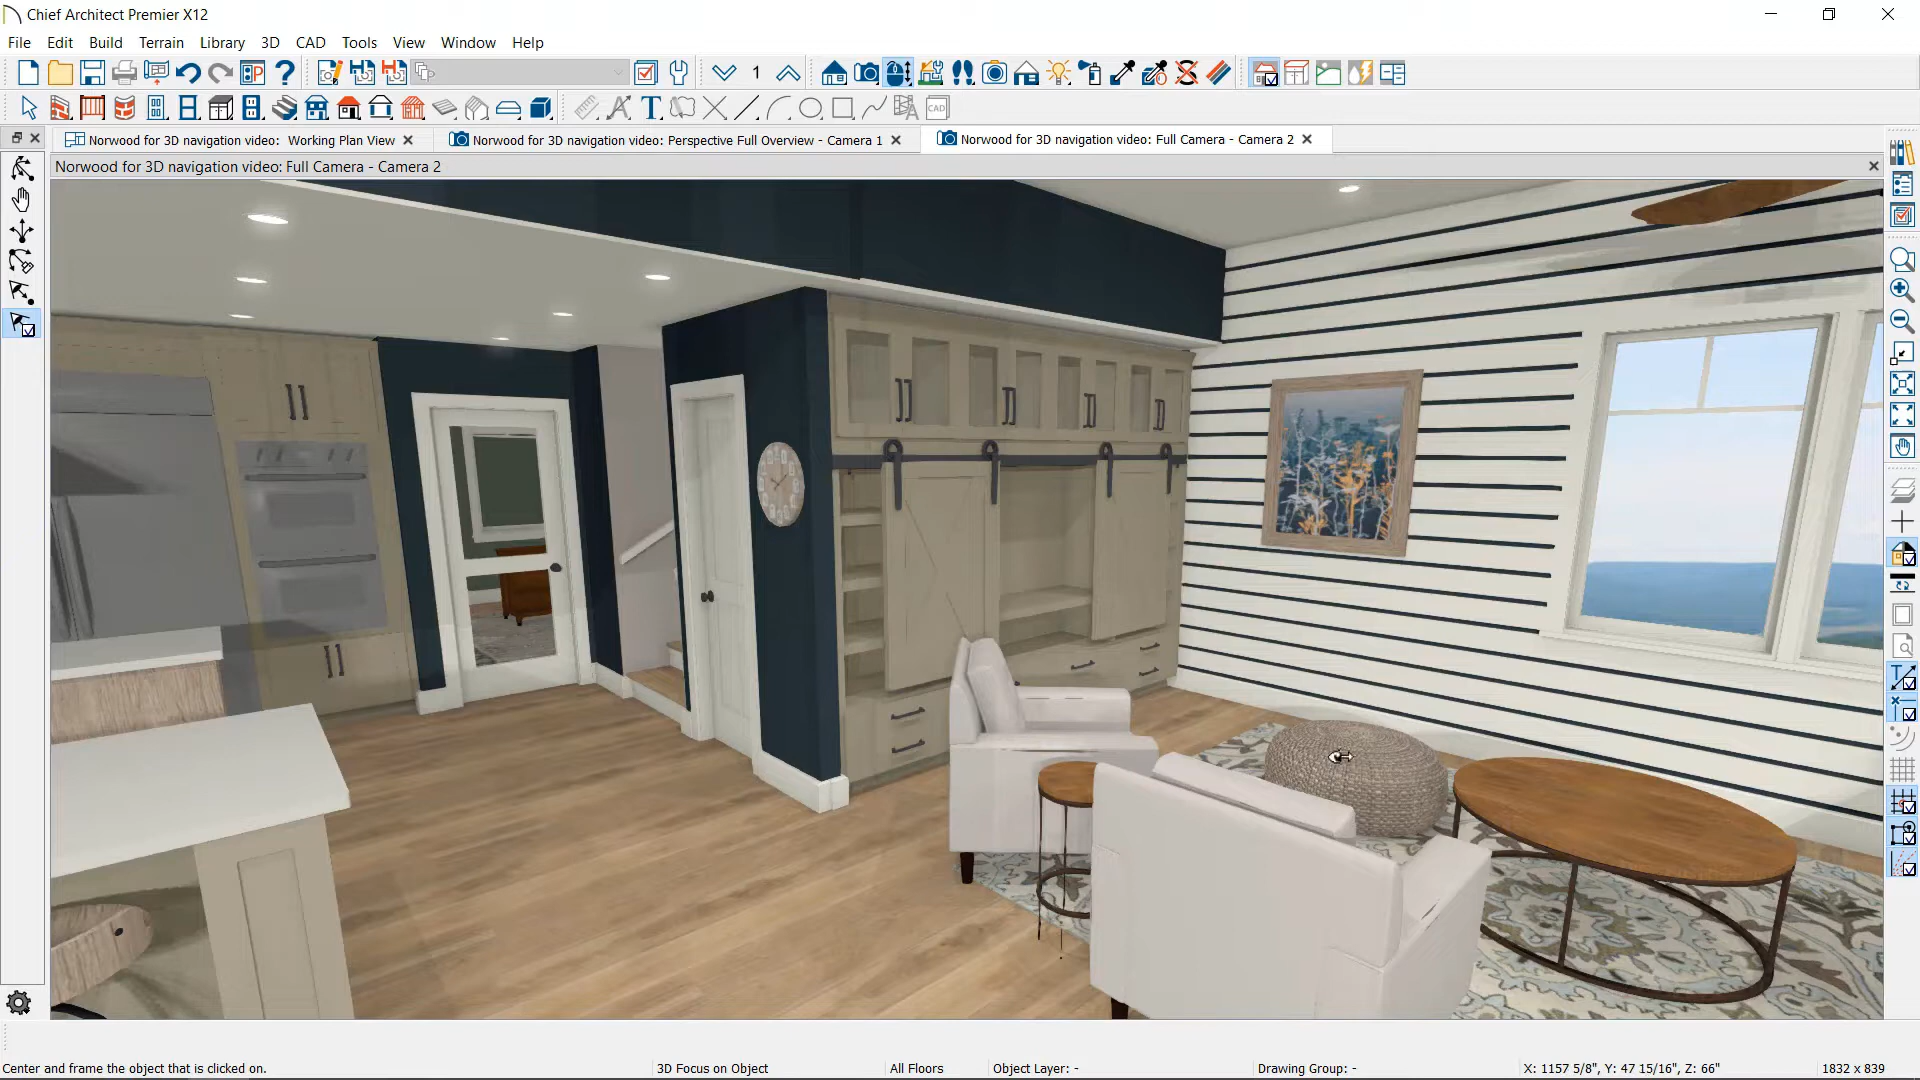 Chief Architect Premier X12
File Edit Build Terrain Library 3D CAD Tools View Window Help
1
CAD
Norwood for 3D navigation video: Working Plan View
Norwood for 3D navigation video: Perspective Full Overview - Camera 1
Norwood for 3D navigation video: Full Camera - Camera 2
Norwood for 3D navigation video: Full Camera - Camera 2
Center and frame the object that is clicked on.
3D Focus on Object
All Floors
Object Layer: -
Drawing Group: -
X: 1157 5/8", Y: 47 15/16", Z: 66"
1832 x 839